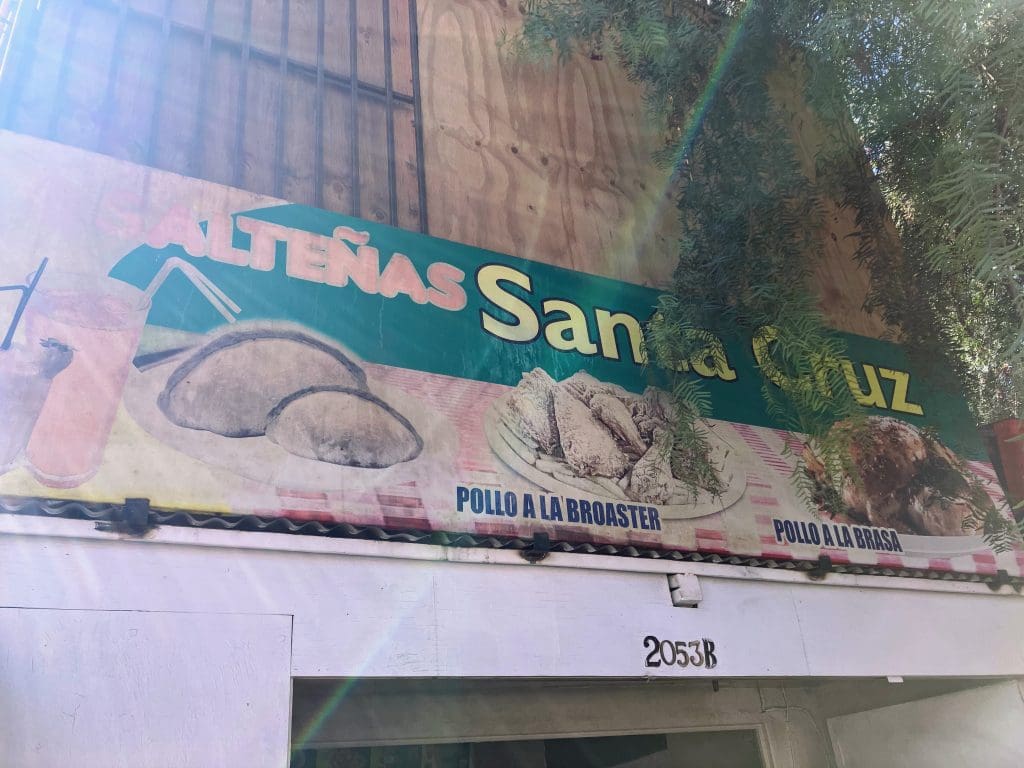 SALTEÑAS Santa Cruz
POLLO A LA BROASTER
POLLO A LA BRASA
2053B